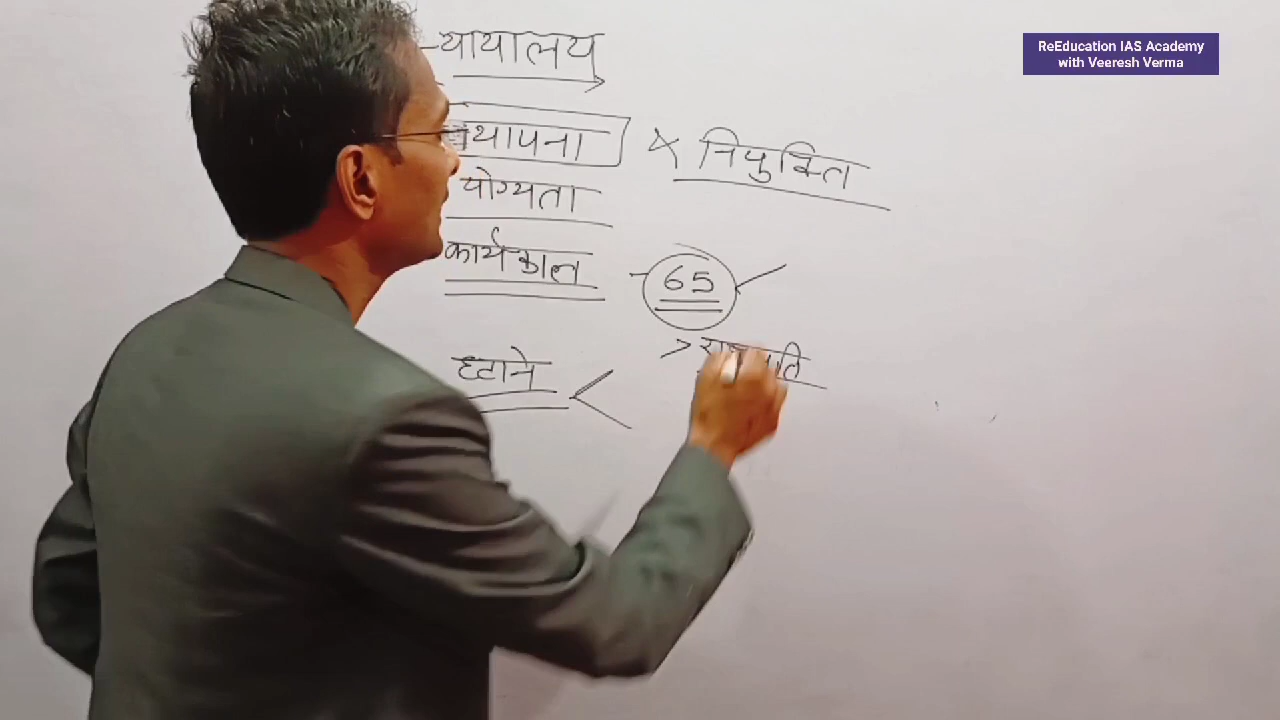 ReEducation IAS Academy
with Veeresh Verma
न्यायालय
स्थापना
नियुक्ति
योग्यता
कार्यकाल
65
हटाने